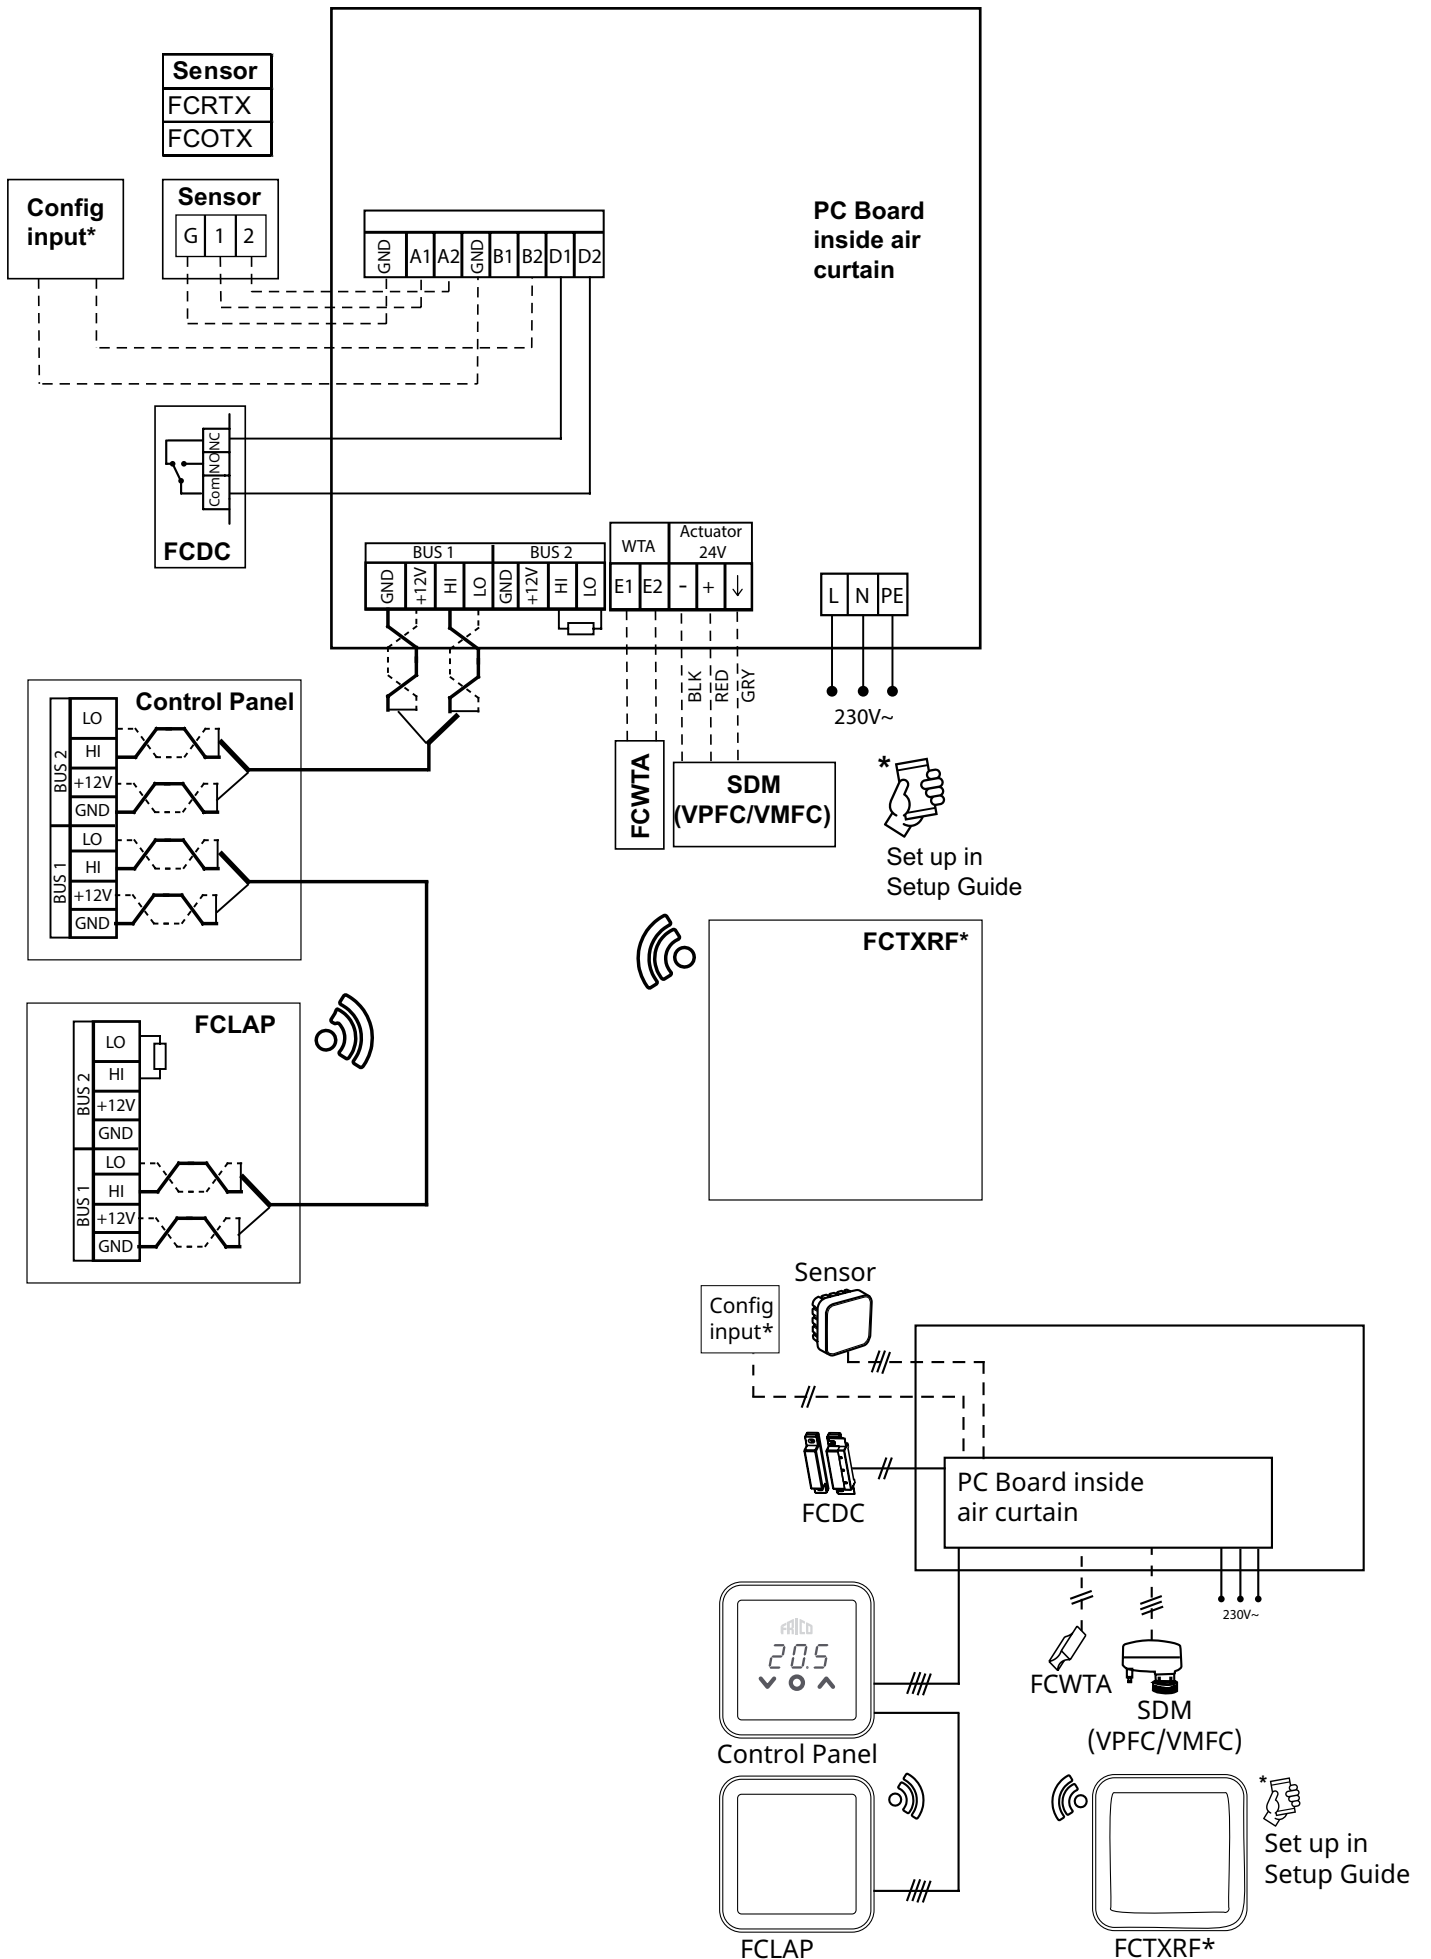 Sensor
FCRTX
FCOTX
Config
input*
Sensor
G 1 2
PC Board
inside air
curtain
GND A1 A2 GND B1 B2 D1 D2
NC
NO
Com
FCDC
BUS 1 BUS 2
GND +12V HI LO GND +12V HI LO
WTA
Actuator
24V
E1 E2 - + ↓
L N PE
BLK RED GRY
230V~
FCWTA
SDM
(VPFC/VMFC)
*
Set up in
Setup Guide
Control Panel
BUS 2
LO
HI
+12V
GND
BUS 1
LO
HI
+12V
GND
FCTXRF*
FCLAP
BUS 2
LO
HI
+12V
GND
BUS 1
LO
HI
+12V
GND
Sensor
Config
input*
PC Board inside
air curtain
FCDC
230V~
FRICO
20.5
FCWTA
SDM
(VPFC/VMFC)
Control Panel
*
Set up in
Setup Guide
FCLAP
FCTXRF*